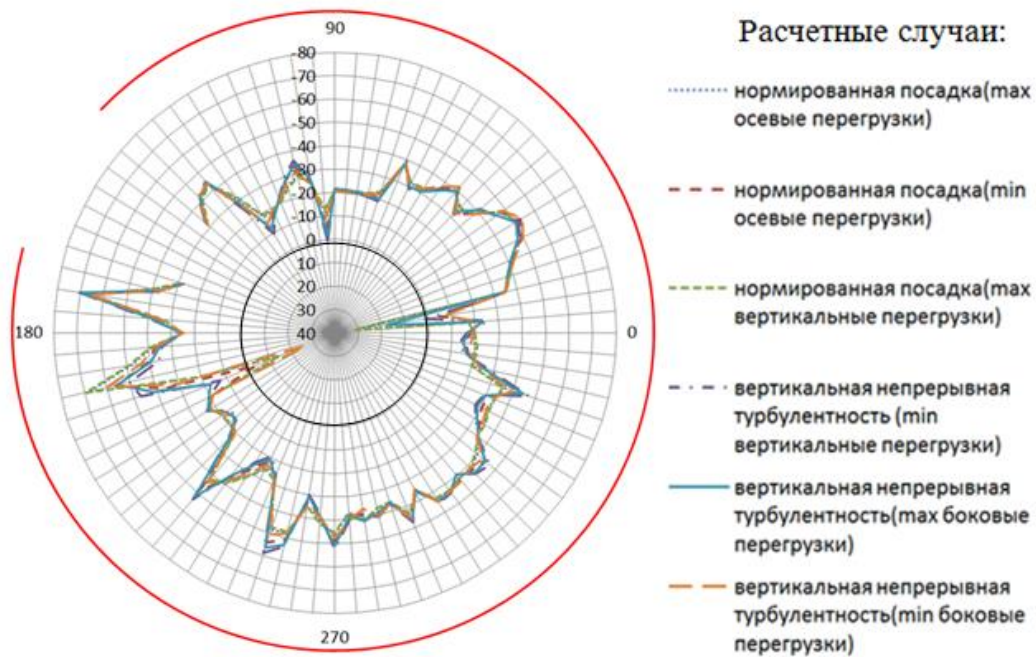 90
-80
-70
-60
-50
-40
-30
-20
-10
0
10
20
30
40
180
0
270
Расчетные случаи:
нормированная посадка(max
осевые перегрузки)
нормированная посадка(min
осевые перегрузки)
нормированная посадка(max
вертикальные перегрузки)
вертикальная непрерывная
турбулентность (min
вертикальные перегрузки)
вертикальная непрерывная
турбулентность(max боковые
перегрузки)
вертикальная непрерывная
турбулентность(min боковые
перегрузки)